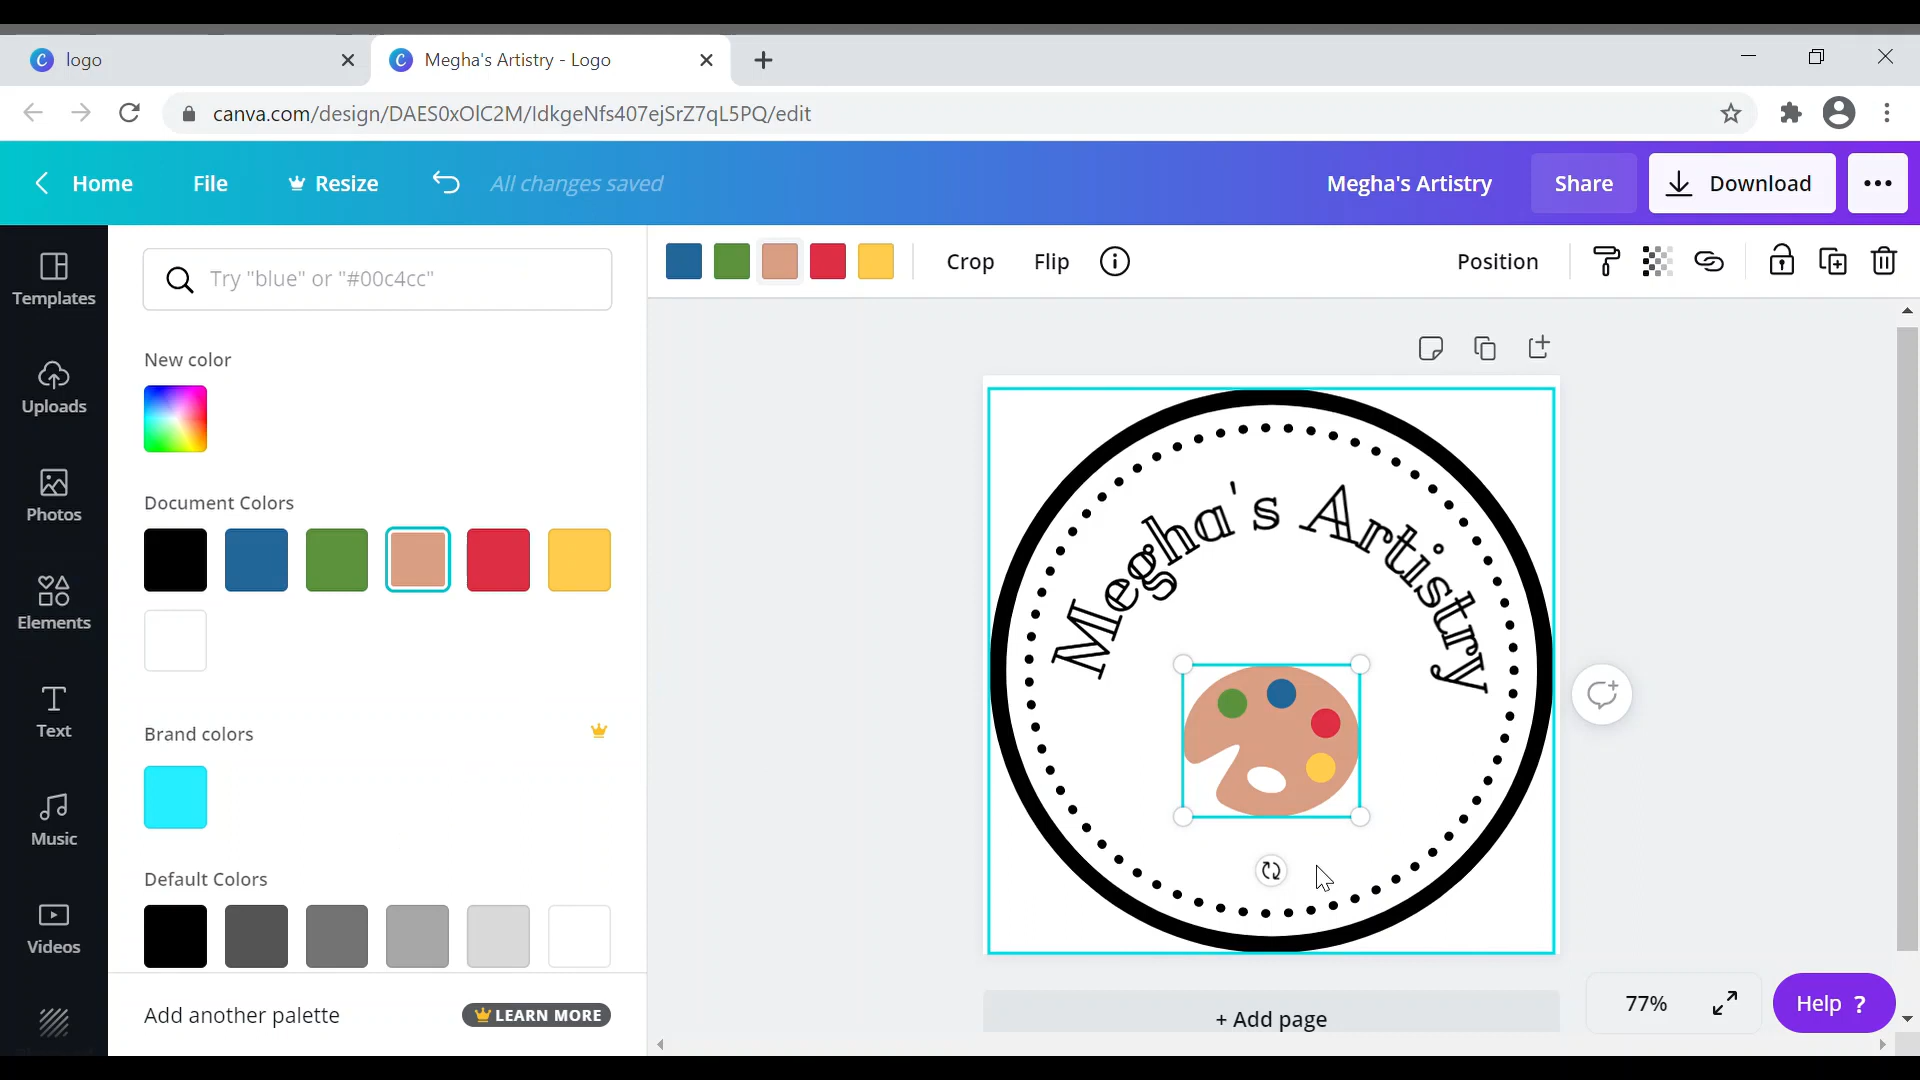 logo
Megha's Artistry - Logo
canva.com/design/DAES0xOlC2M/IdkgeNfs407ejSrZ7qL5PQ/edit
Home File Resize All changes saved Megha's Artistry Share Download
Templates
Uploads
Photos
Elements
Text
Music
Videos
Try "blue" or "#00c4cc"
New color
Document Colors
Brand colors
Default Colors
Add another palette LEARN MORE
Crop Flip Position
Megha's Artistry
+ Add page
77%
Help ?